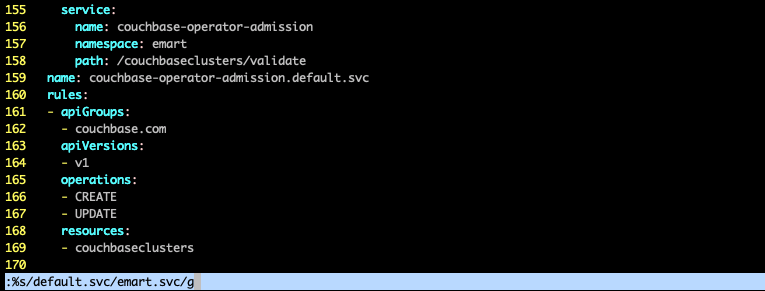 155     service:
156       name: couchbase-operator-admission
157       namespace: emart
158       path: /couchbaseclusters/validate
159   name: couchbase-operator-admission.default.svc
160   rules:
161   - apiGroups:
162     - couchbase.com
163     apiVersions:
164     - v1
165     operations:
166     - CREATE
167     - UPDATE
168     resources:
169     - couchbaseclusters
170
:%s/default.svc/emart.svc/g